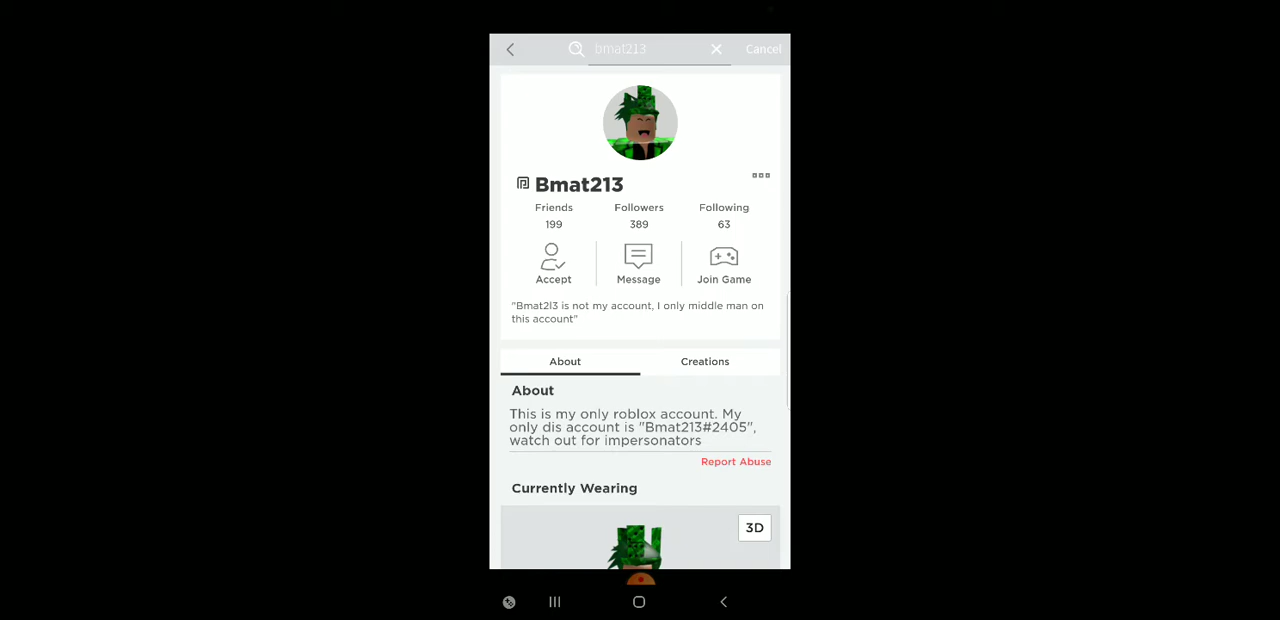 bmat213 Cancel
Bmat213
Friends Followers Following
199 389 63
Accept Message Join Game
"Bmat2l3 is not my account, I only middle man on
this account"
About Creations
About
This is my only roblox account. My
only dis account is "Bmat213#2405",
watch out for impersonators
Report Abuse
Currently Wearing
3D